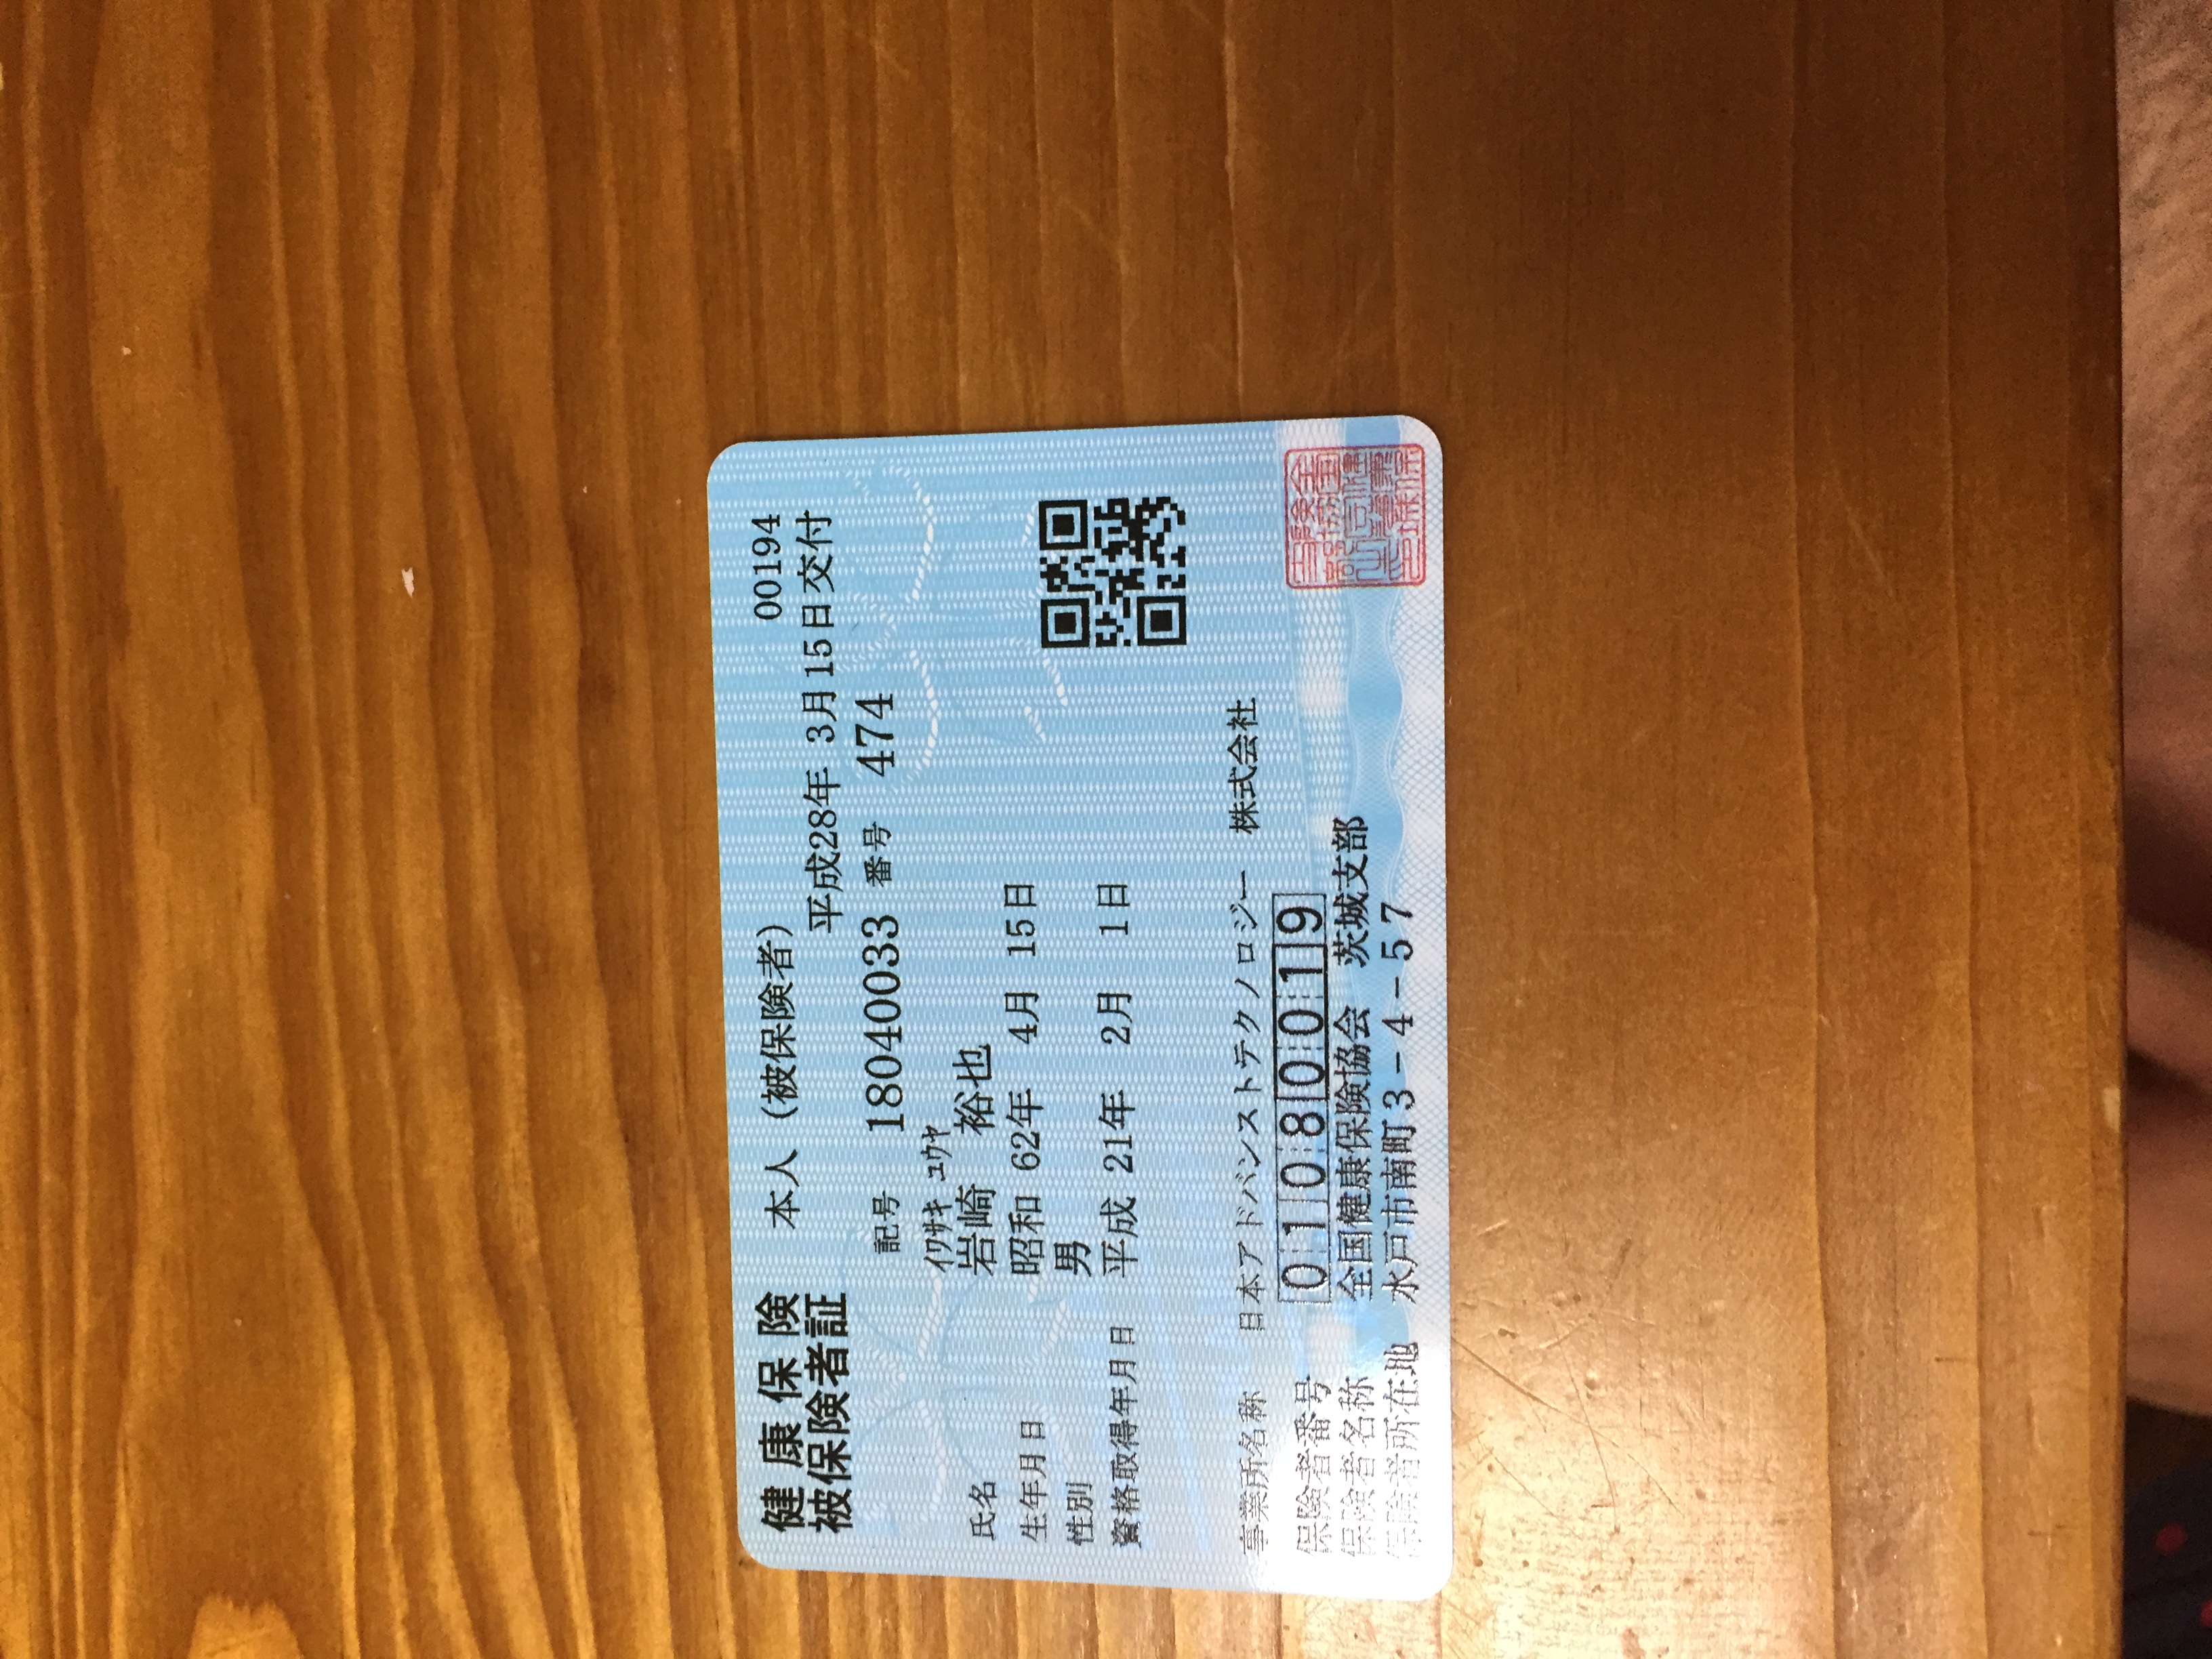 健康保険 本人（被保険者） 00194
被保険者証 平成28年 3月15日交付
記号 18040033 番号 474
ｲﾜｻｷ ﾕｳﾔ
氏名 岩崎 裕也
生年月日 昭和 62年 4月 15日
性別 男
資格取得年月日 平成 21年 2月 1日
事業所名称 日本アドバンストテクノロジー 株式会社
保険者番号 01080019
保険者名称 全国健康保険協会 茨城支部
保険者所在地 水戸市南町3－4－57